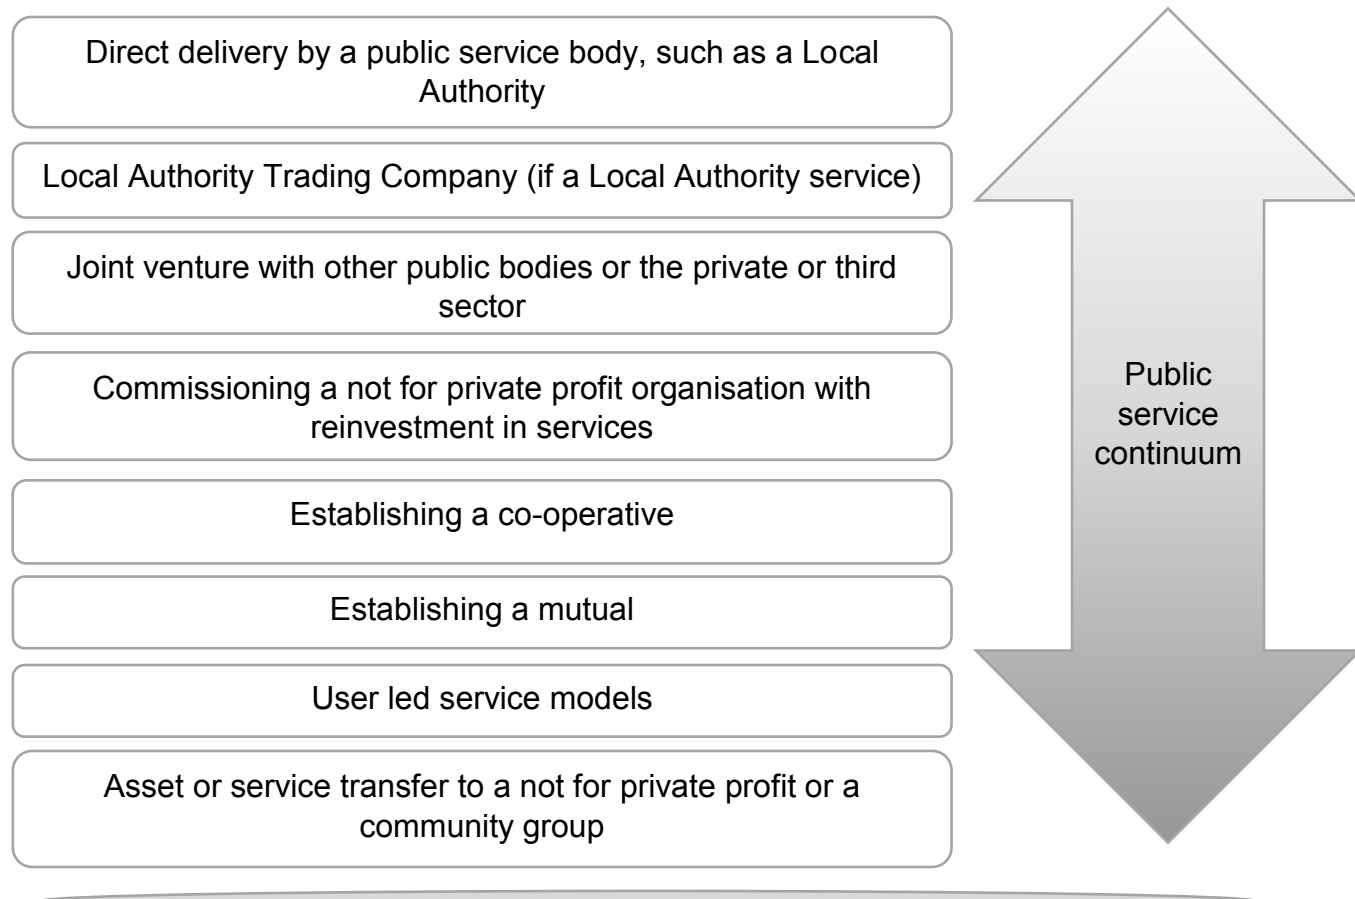 Direct delivery by a public service body, such as a Local
Authority
Local Authority Trading Company (if a Local Authority service)
Joint venture with other public bodies or the private or third
sector
Commissioning a not for private profit organisation with
reinvestment in services
Establishing a co-operative
Establishing a mutual
User led service models
Asset or service transfer to a not for private profit or a
community group
Public
service
continuum